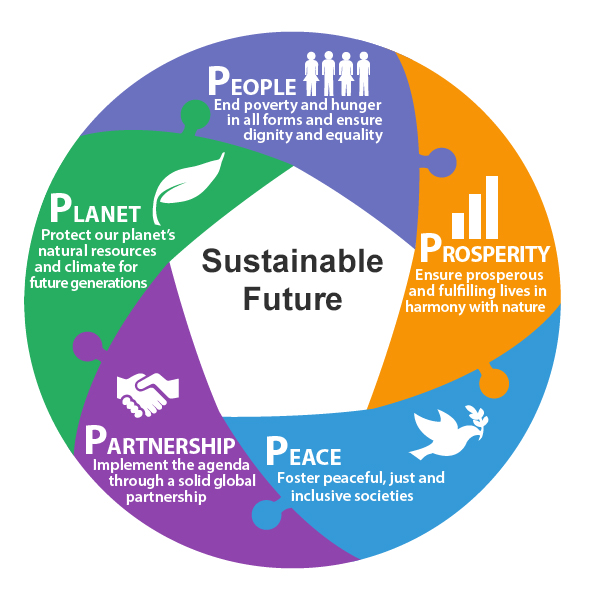 PEOPLE
End poverty and hunger
in all forms and ensure
dignity and equality
PROSPERITY
Ensure prosperous
and fulfilling lives in
harmony with nature
PEACE
Foster peaceful, just and
inclusive societies
PARTNERSHIP
Implement the agenda
through a solid global
partnership
PLANET
Protect our planet's
natural resources
and climate for
future generations
Sustainable
Future